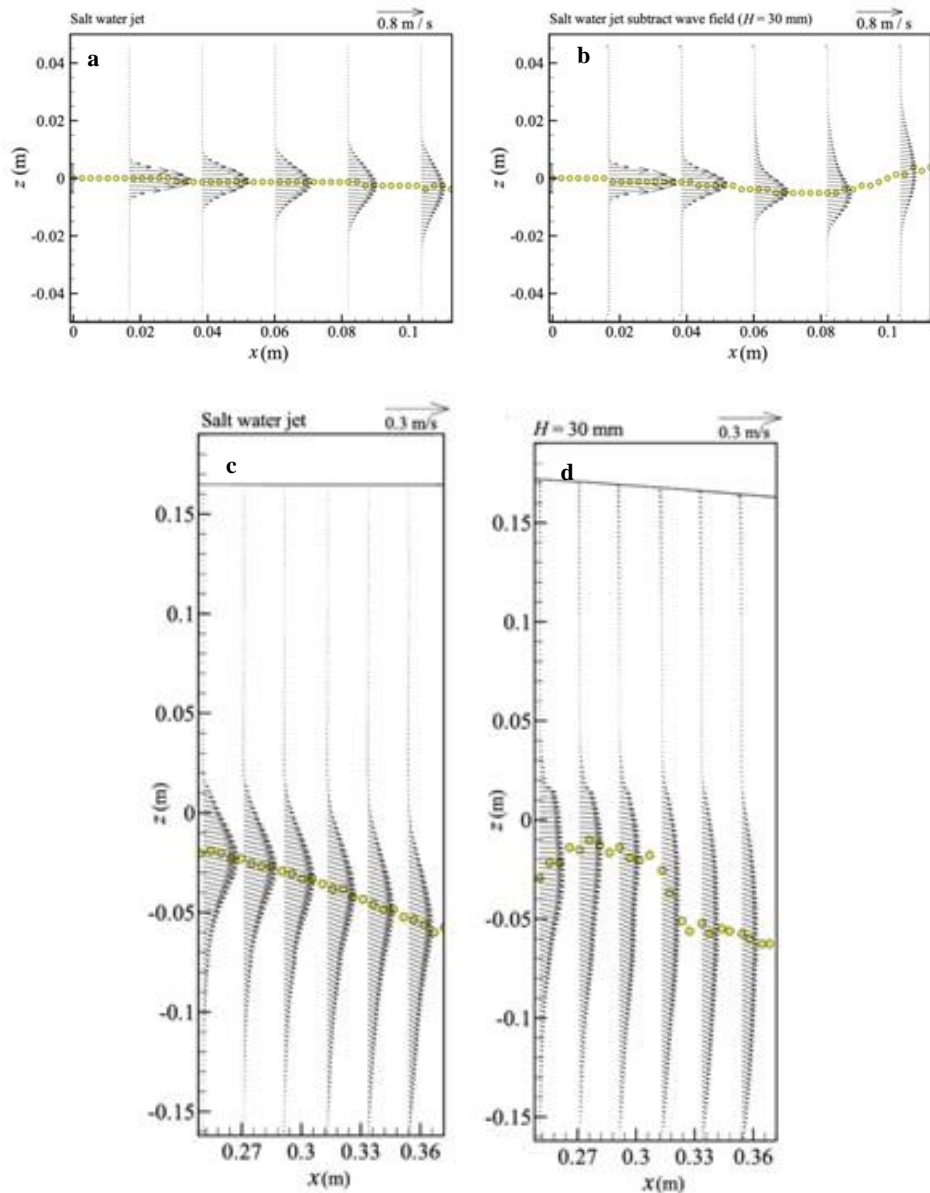 Salt water jet
0.8 m / s
a
z (m)
0.04
0.02
0
-0.02
-0.04
0 0.02 0.04 0.06 0.08 0.1
x (m)
Salt water jet subtract wave field (H = 30 mm)
0.8 m / s
b
z (m)
0.04
0.02
0
-0.02
-0.04
0 0.02 0.04 0.06 0.08 0.1
x (m)
Salt water jet
0.3 m/s
c
z (m)
0.15
0.1
0.05
0
-0.05
-0.1
-0.15
0.27 0.3 0.33 0.36
x (m)
H = 30 mm
0.3 m/s
d
z (m)
0.15
0.1
0.05
0
-0.05
-0.1
-0.15
0.27 0.3 0.33 0.36
x (m)